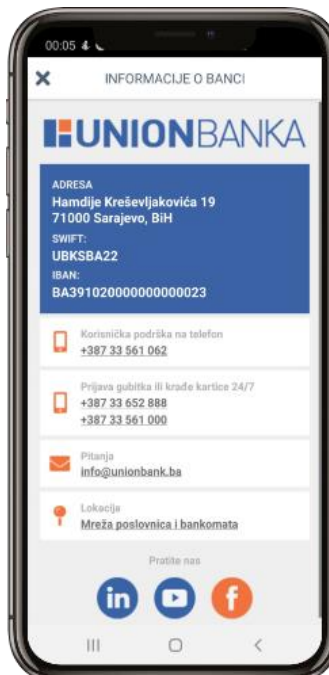 00:05
INFORMACIJE O BANCI
UNIONBANKA
ADRESA
Hamdije Kreševljakovića 19
71000 Sarajevo, BiH
SWIFT:
UBKSBA22
IBAN:
BA391020000000000023
Korisnička podrška na telefon
+387 33 561 062
Prijava gubitka ili krađe kartice 24/7
+387 33 652 888
+387 33 561 000
Pitanja
info@unionbank.ba
Lokacija
Mreža poslovnica i bankomata
Pratite nas
in
f